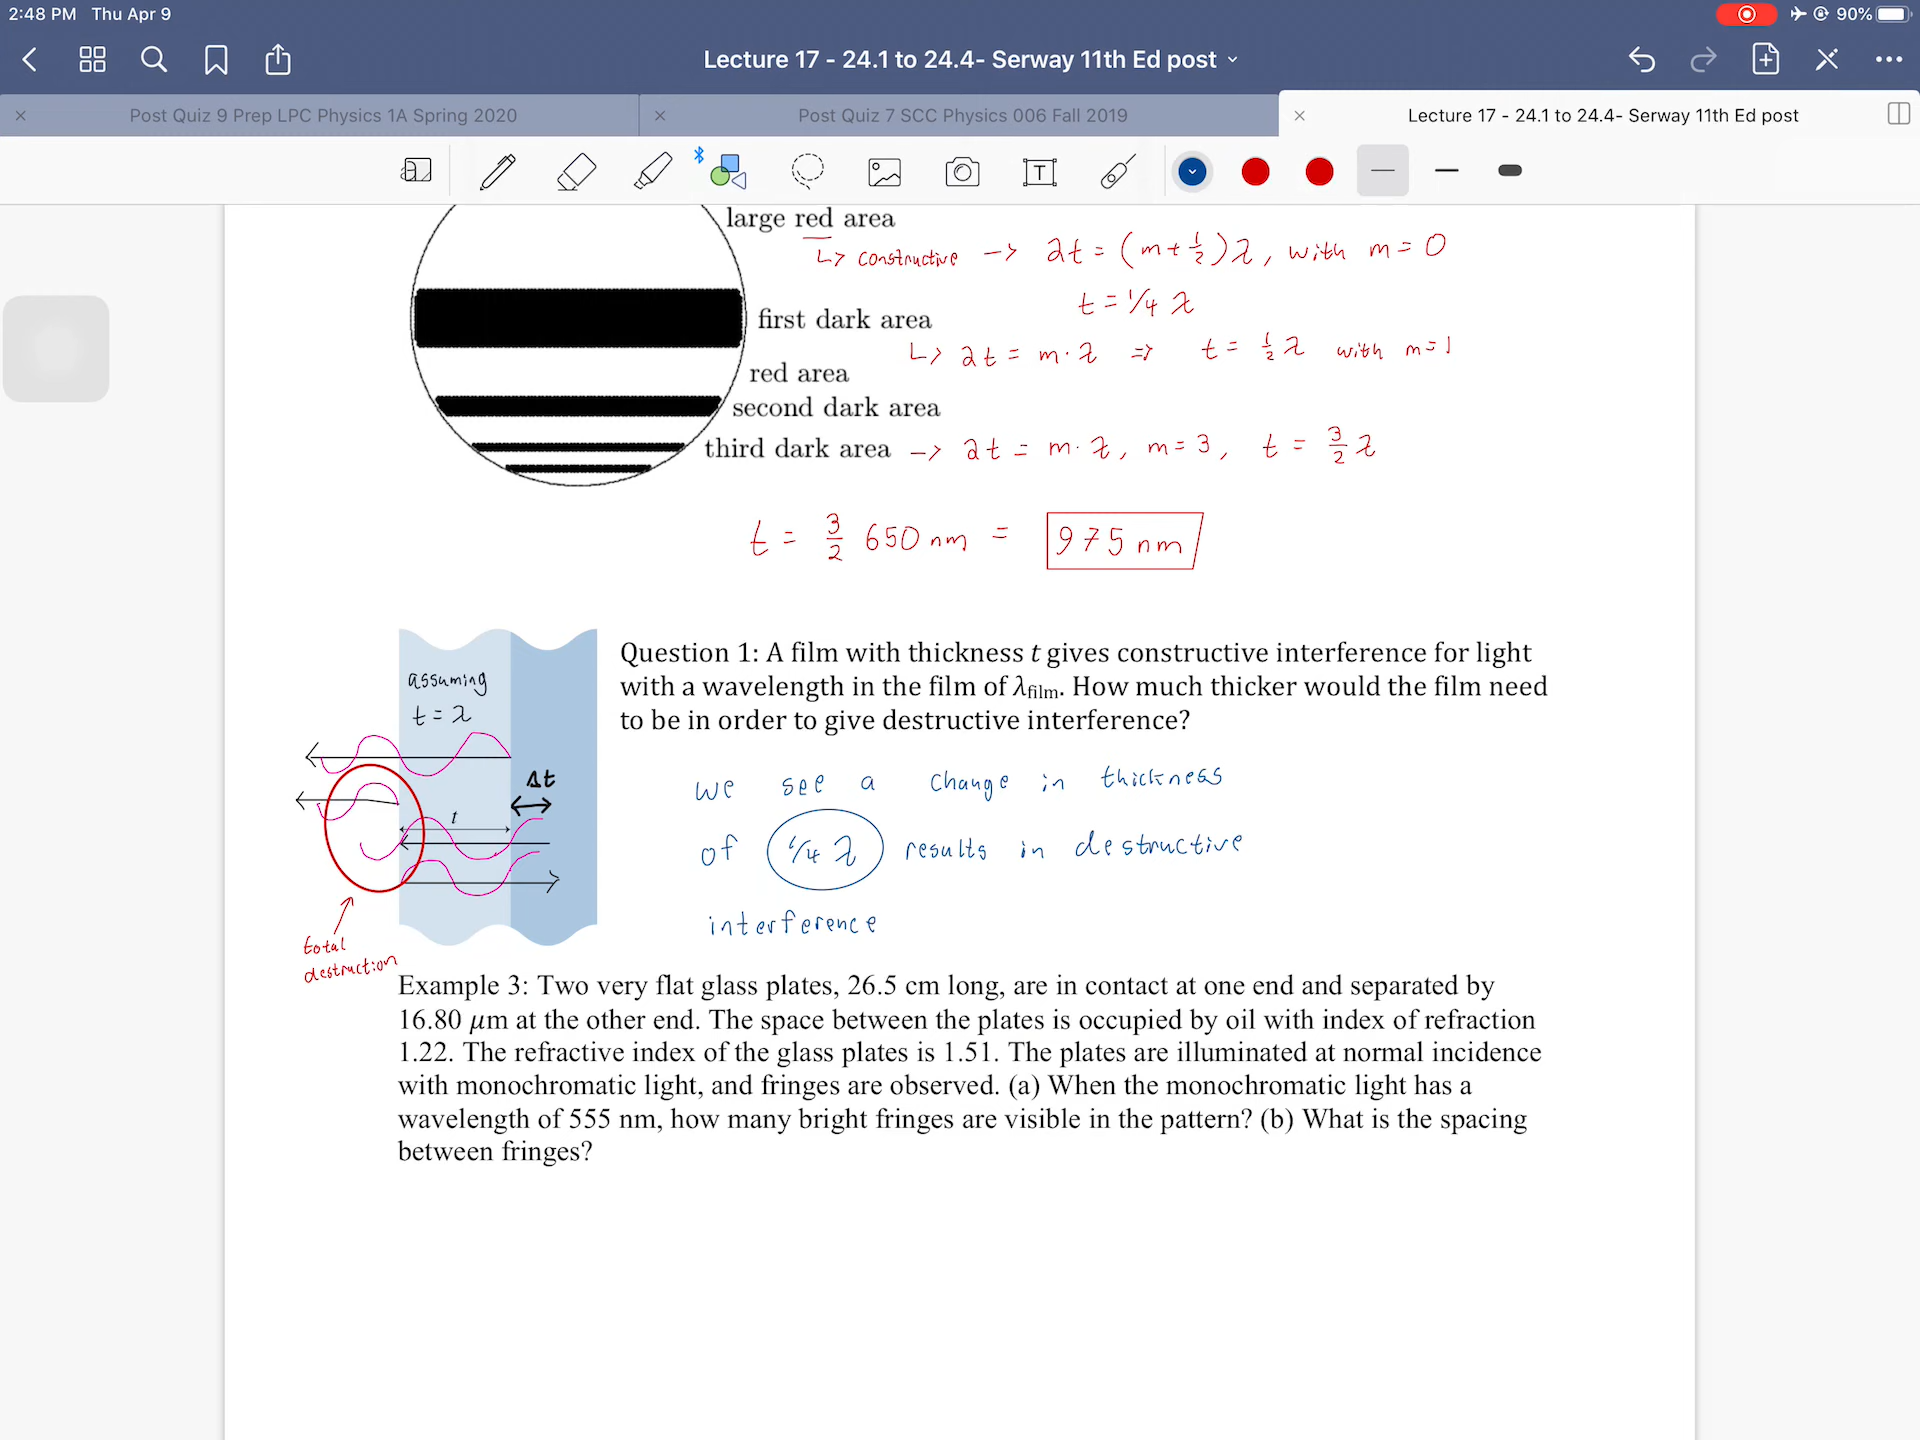 2:48 PM Thu Apr 9
90%
Lecture 17 - 24.1 to 24.4- Serway 11th Ed post
Post Quiz 9 Prep LPC Physics 1A Spring 2020
Post Quiz 7 SCC Physics 006 Fall 2019
Lecture 17 - 24.1 to 24.4- Serway 11th Ed post
large red area
↳ constructive → 2t = (m + 1/2)λ, with m = 0
t = 1/4 λ
first dark area
↳ 2t = m·λ ⇒ t = 1/2 λ with m = 1
red area
second dark area
third dark area → 2t = m·λ, m = 3, t = 3/2 λ
t = 3/2 650 nm = 975 nm
assuming
t = λ
Δt
t
total
destruction
Question 1: A film with thickness t gives constructive interference for light
with a wavelength in the film of λfilm. How much thicker would the film need
to be in order to give destructive interference?
we see a change in thickness
of 1/4 λ results in destructive
interference
Example 3: Two very flat glass plates, 26.5 cm long, are in contact at one end and separated by
16.80 μm at the other end. The space between the plates is occupied by oil with index of refraction
1.22. The refractive index of the glass plates is 1.51. The plates are illuminated at normal incidence
with monochromatic light, and fringes are observed. (a) When the monochromatic light has a
wavelength of 555 nm, how many bright fringes are visible in the pattern? (b) What is the spacing
between fringes?